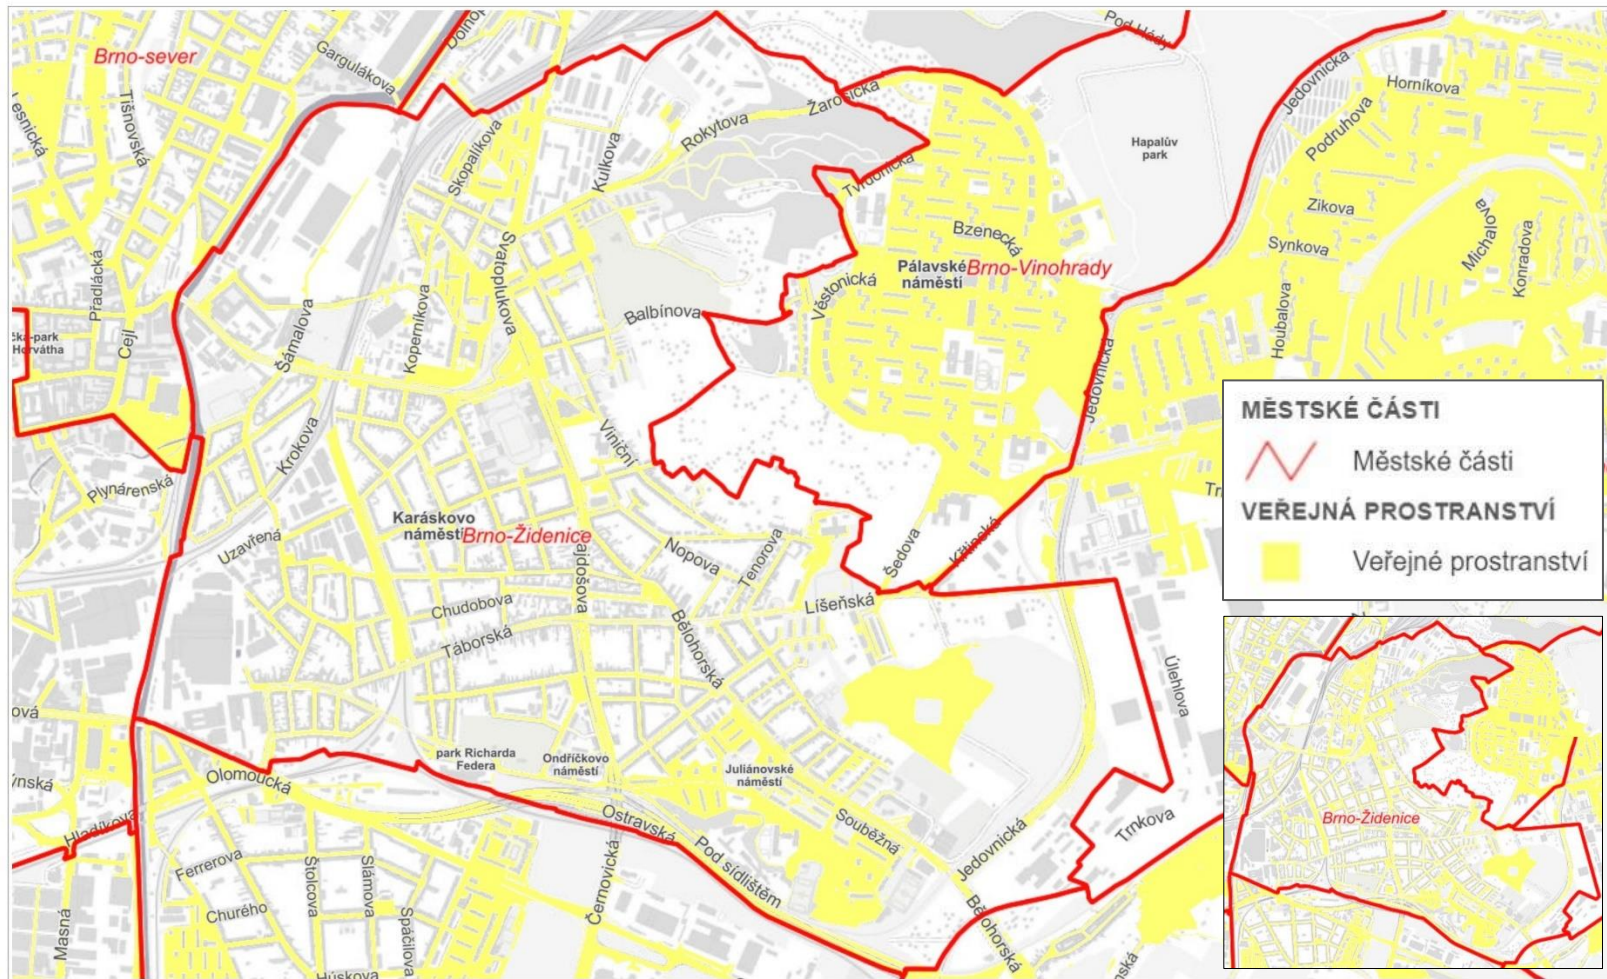 Brno-sever
Gargulákova
Tišnovská
Pod Hády
Jedovnická
Horníkova
Podruhova
Žarošická
Rokytova
Kulkova
Skopalíkova
Hapalův
park
Tvrdonická
Zikova
Synkova
Michalova
Konradova
Houbalova
Bzenecká
Pálavské
náměstí
Brno-Vinohrady
Věstonická
Svatoplukova
Balbínova
Koperníkova
Šámalova
Přadlácká
Cejl
Jedovnická
Viniční
Krokova
Plynárenská
Uzavřená
Karáskovo
náměstí
Brno-Židenice
Nopova
Tenorova
Šedova
Křtinská
Líšeňská
Chudobova
Táborská
Bělohorská
Úlehlova
park Richarda
Federa
Ondříčkovo
náměstí
Juliánovské
náměstí
Olomoucká
Ostravská
Pod sídlištěm
Souběžná
Jedovnická
Trnkova
Bělohorská
Hladíkova
Ferrerova
Štolcova
Slámova
Spáčilova
Churého
Masná
Černovická
Húskova
MĚSTSKÉ ČÁSTI
Městské části
VEŘEJNÁ PROSTRANSTVÍ
Veřejné prostranství
Brno-Židenice